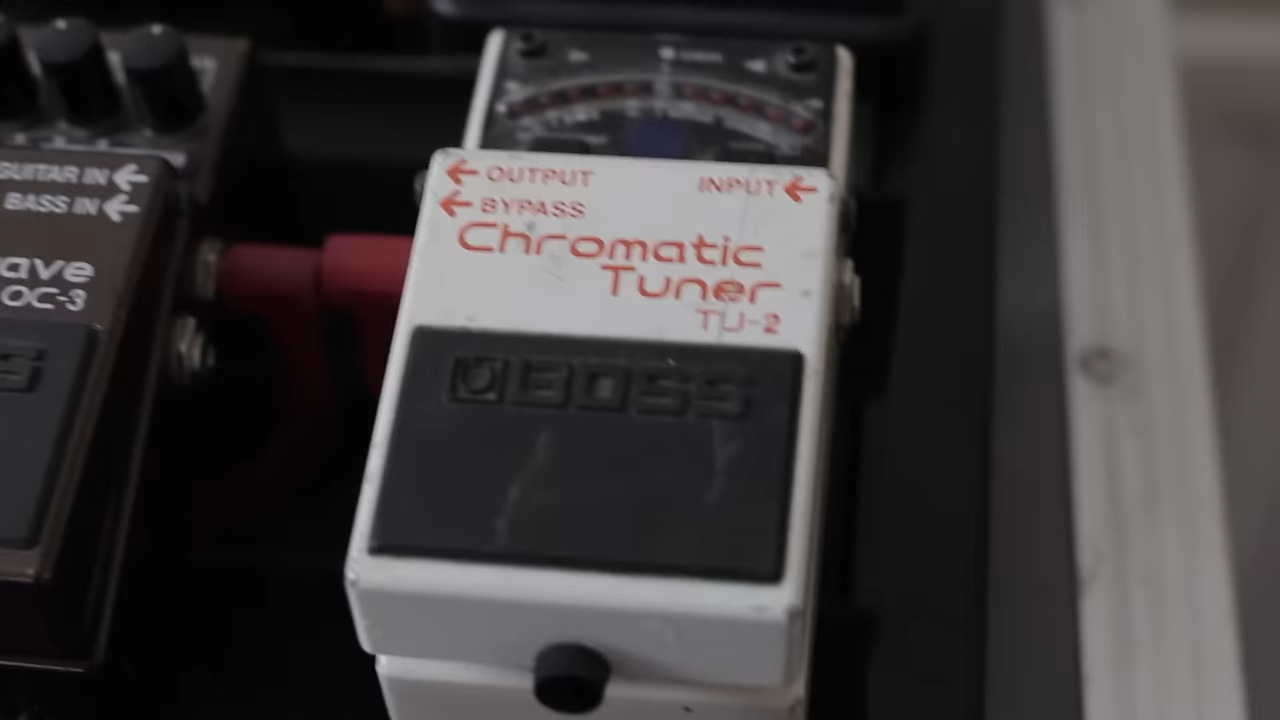 GUITAR IN
BASS IN
ave
OC-3
S
OUTPUT
INPUT
BYPASS
Chromatic
Tuner
TU-2
BOSS